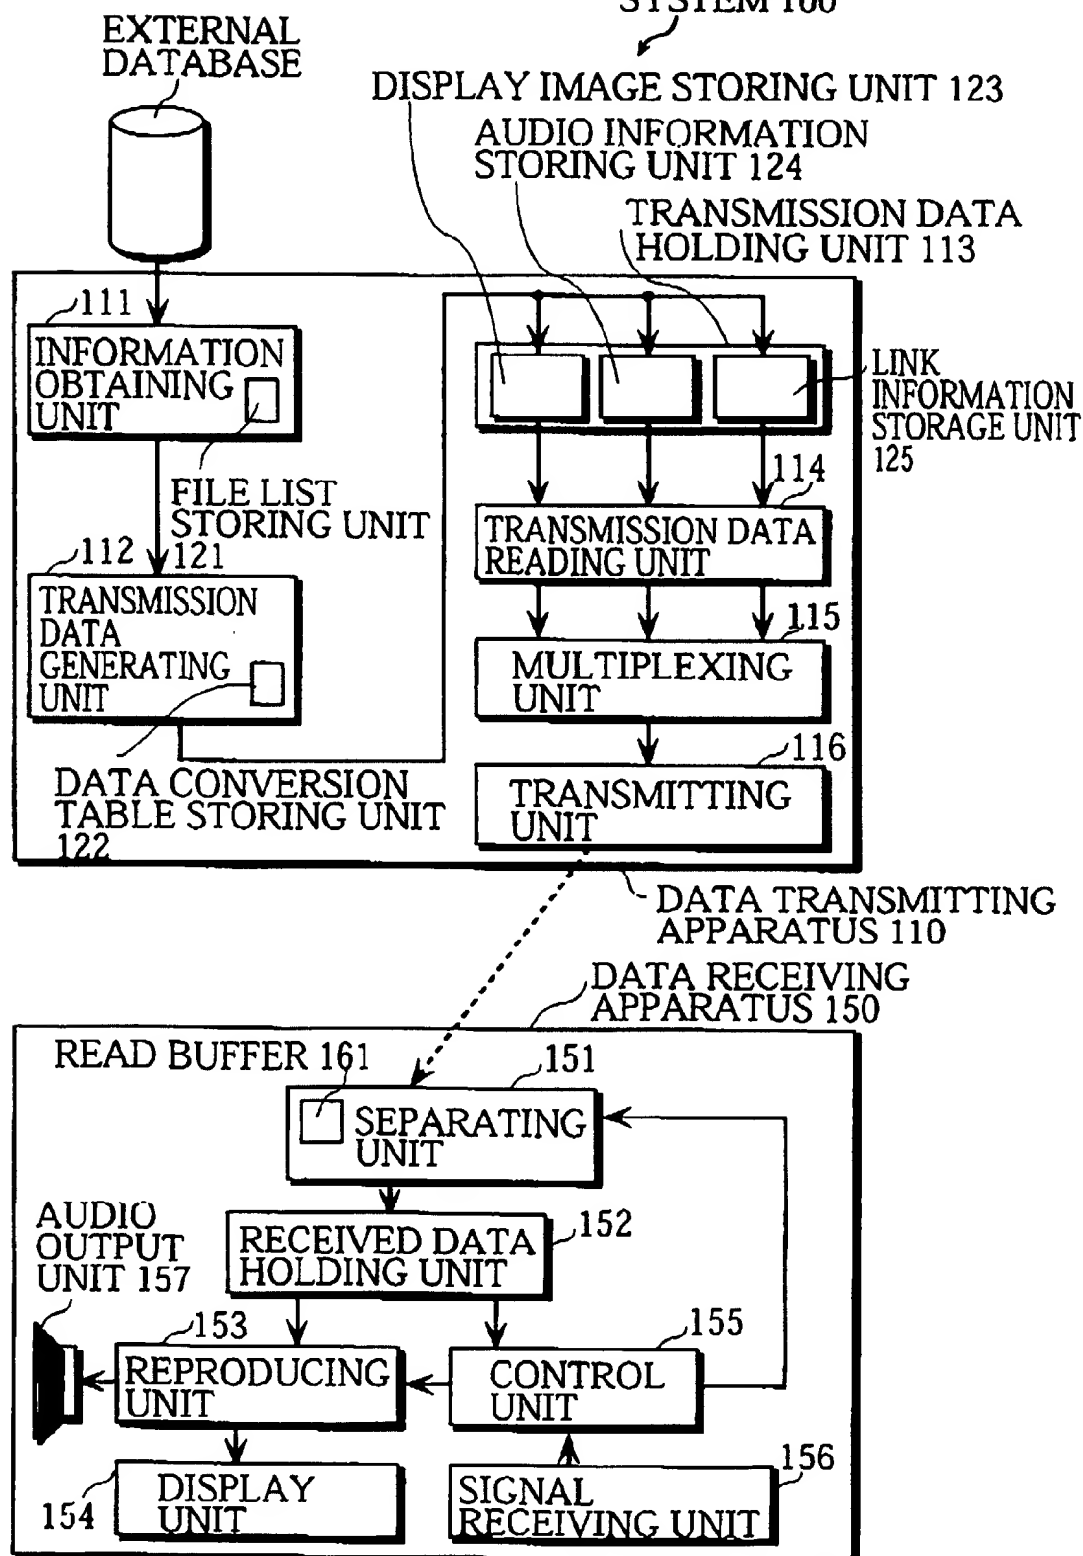 SYSTEM 100
EXTERNAL
DATABASE
DISPLAY IMAGE STORING UNIT 123
AUDIO INFORMATION
STORING UNIT 124
TRANSMISSION DATA
HOLDING UNIT 113
111
INFORMATION
OBTAINING
UNIT
LINK
INFORMATION
STORAGE UNIT
125
FILE LIST
STORING UNIT
121
114
TRANSMISSION DATA
READING UNIT
112
TRANSMISSION
DATA
GENERATING
UNIT
115
MULTIPLEXING
UNIT
116
TRANSMITTING
UNIT
DATA CONVERSION
TABLE STORING UNIT
122
DATA TRANSMITTING
APPARATUS 110
DATA RECEIVING
APPARATUS 150
READ BUFFER 161
151
SEPARATING
UNIT
AUDIO
OUTPUT
UNIT 157
152
RECEIVED DATA
HOLDING UNIT
153
REPRODUCING
UNIT
155
CONTROL
UNIT
154
DISPLAY
UNIT
156
SIGNAL
RECEIVING UNIT